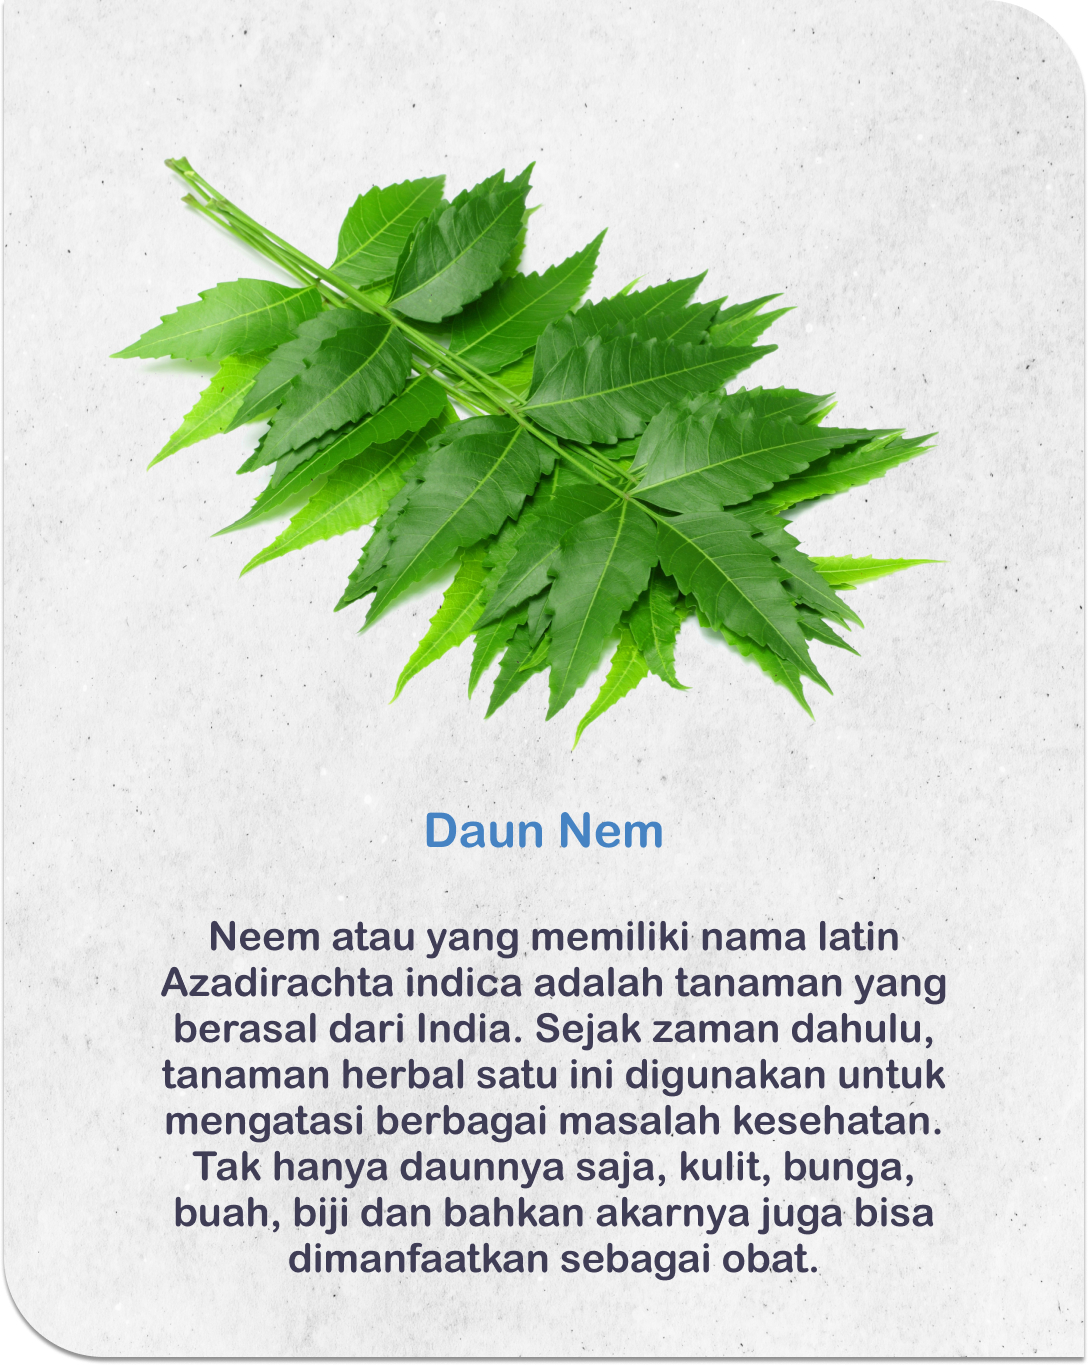 Daun Nem
Neem atau yang memiliki nama latin
Azadirachta indica adalah tanaman yang
berasal dari India. Sejak zaman dahulu,
tanaman herbal satu ini digunakan untuk
mengatasi berbagai masalah kesehatan.
Tak hanya daunnya saja, kulit, bunga,
buah, biji dan bahkan akarnya juga bisa
dimanfaatkan sebagai obat.